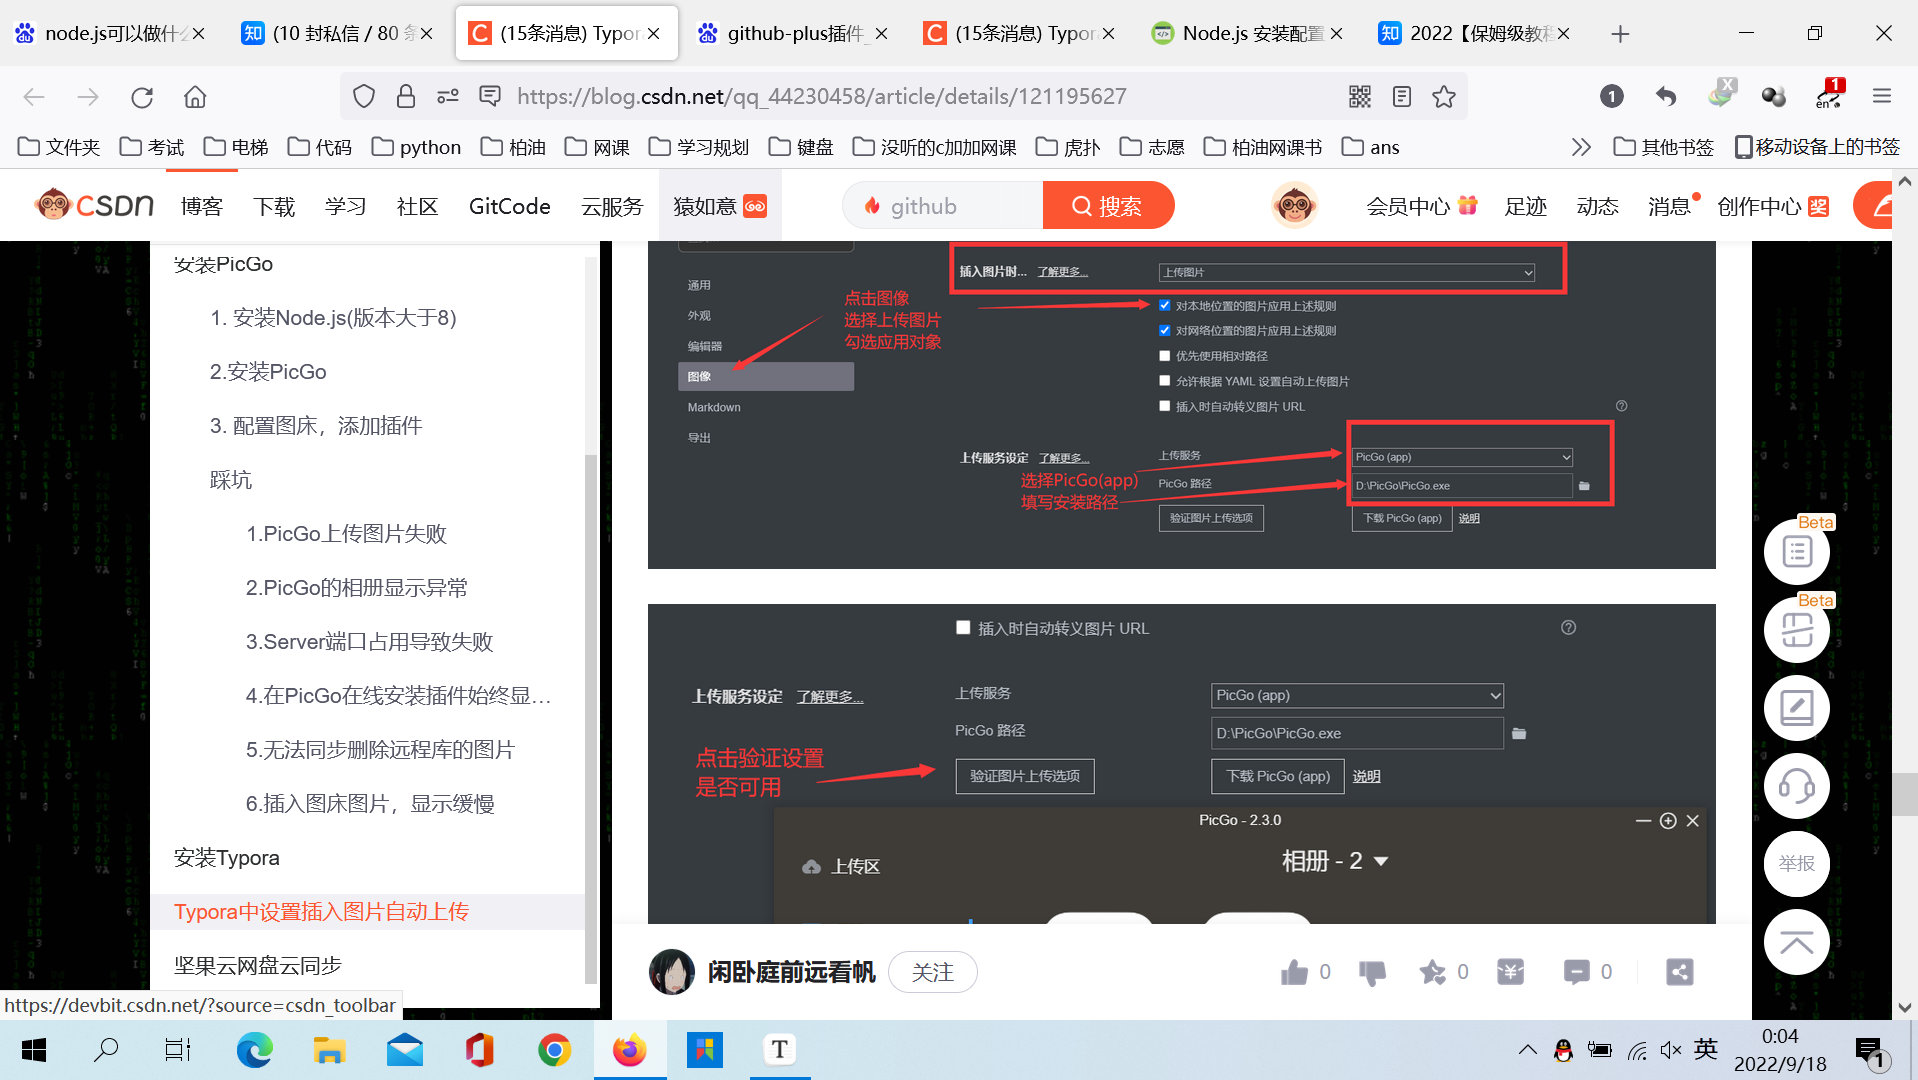 node.js可以做什么
(10 封私信 / 80 条
(15条消息) Typor
github-plus插件_
(15条消息) Typor
Node.js 安装配置
2022【保姆级教程
https://blog.csdn.net/qq_44230458/article/details/121195627
1
X
1
en
文件夹
考试
电梯
代码
python
柏油
网课
学习规划
键盘
没听的c加加网课
虎扑
志愿
柏油网课书
ans
其他书签
移动设备上的书签
CSDN
博客
下载
学习
社区
GitCode
云服务
猿如意
github
搜索
会员中心
足迹
动态
消息
创作中心
奖
安装PicGo
1. 安装Node.js(版本大于8)
2.安装PicGo
3. 配置图床，添加插件
踩坑
1.PicGo上传图片失败
2.PicGo的相册显示异常
3.Server端口占用导致失败
4.在PicGo在线安装插件始终显...
5.无法同步删除远程库的图片
6.插入图床图片，显示缓慢
安装Typora
Typora中设置插入图片自动上传
坚果云网盘云同步
通用
外观
编辑器
图像
Markdown
导出
点击图像
选择上传图片
勾选应用对象
插入图片时... 了解更多...
上传图片
对本地位置的图片应用上述规则
对网络位置的图片应用上述规则
优先使用相对路径
允许根据 YAML 设置自动上传图片
插入时自动转义图片 URL
上传服务设定 了解更多...
上传服务
PicGo (app)
选择PicGo(app)
填写安装路径
PicGo 路径
D:\PicGo\PicGo.exe
验证图片上传选项
下载 PicGo (app)
说明
插入时自动转义图片 URL
上传服务设定 了解更多...
上传服务
PicGo (app)
PicGo 路径
D:\PicGo\PicGo.exe
点击验证设置
是否可用
验证图片上传选项
下载 PicGo (app)
说明
PicGo - 2.3.0
上传区
相册 - 2
Beta
Beta
举报
闲卧庭前远看帆
关注
0
0
0
https://devbit.csdn.net/?source=csdn_toolbar
T
英
0:04
2022/9/18
1